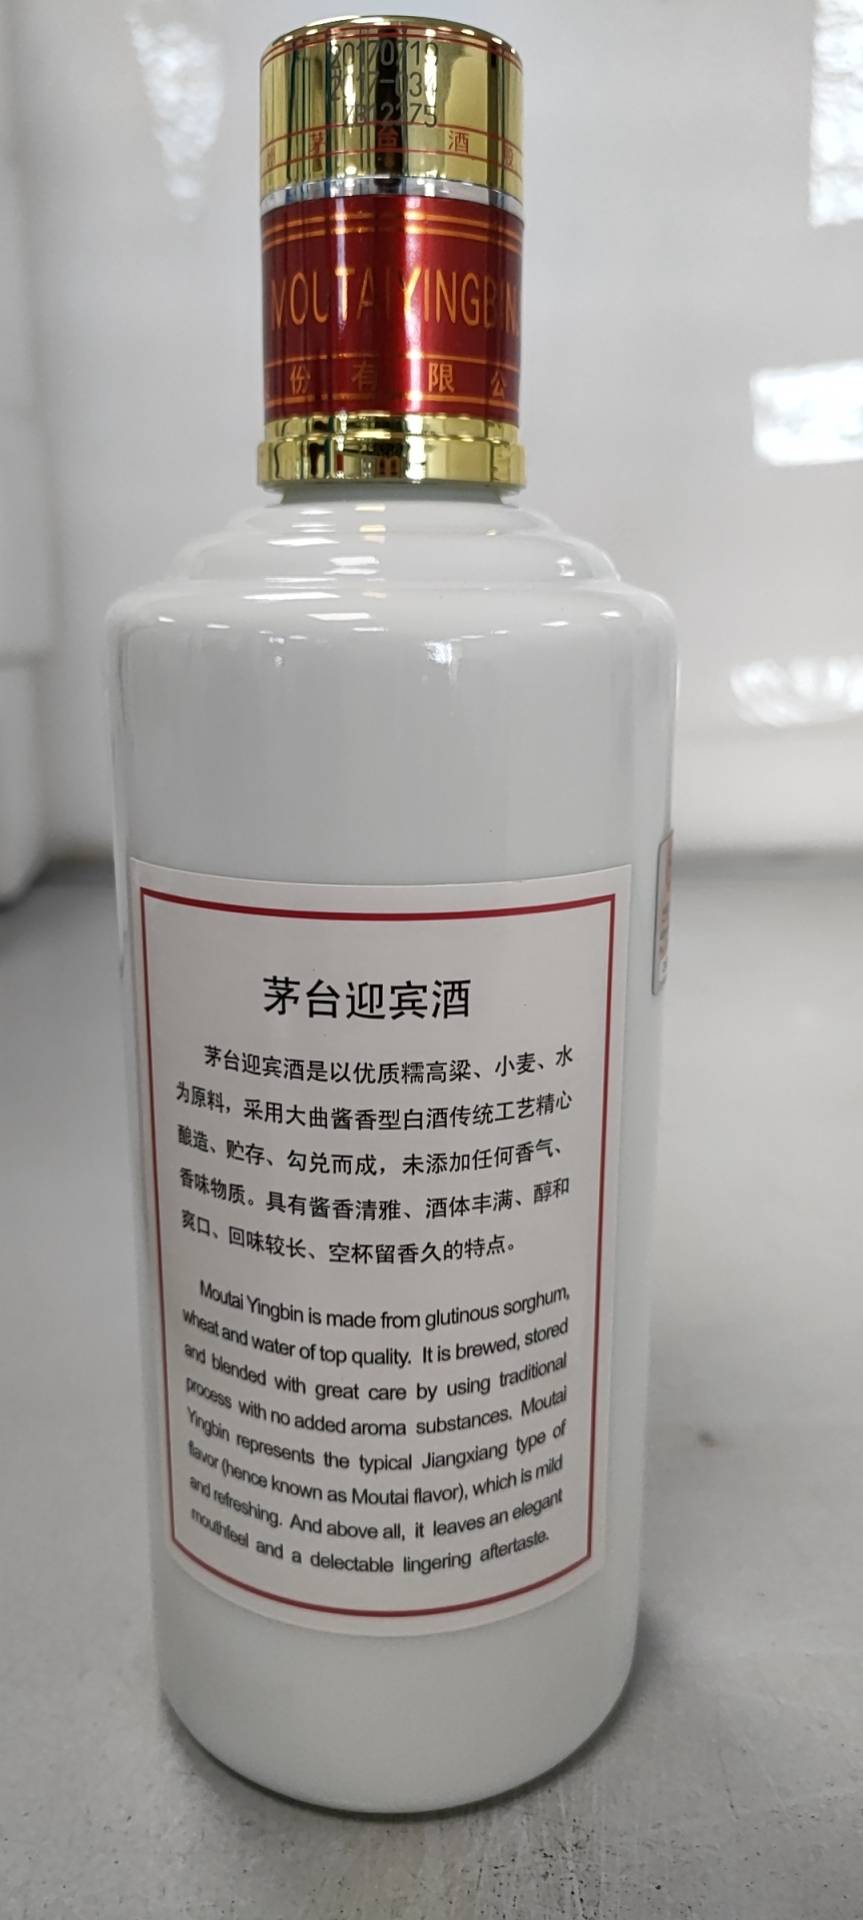 20170719
2017-034
茅台酒
MOUTAIYINGBIN
份有限公
茅台迎宾酒
茅台迎宾酒是以优质糯高粱、小麦、水
为原料，采用大曲酱香型白酒传统工艺精心
酿造、贮存、勾兑而成，未添加任何香气、
香味物质。具有酱香清雅、酒体丰满、醇和
爽口、回味较长、空杯留香久的特点。
Moutai Yingbin is made from glutinous sorghum,
wheat and water of top quality. It is brewed, stored
and blended with great care by using traditional
process with no added aroma substances. Moutai
Yingbin represents the typical Jiangxiang type of
flavor (hence known as Moutai flavor), which is mild
and refreshing. And above all, it leaves an elegant
mouthfeel and a delectable lingering aftertaste.